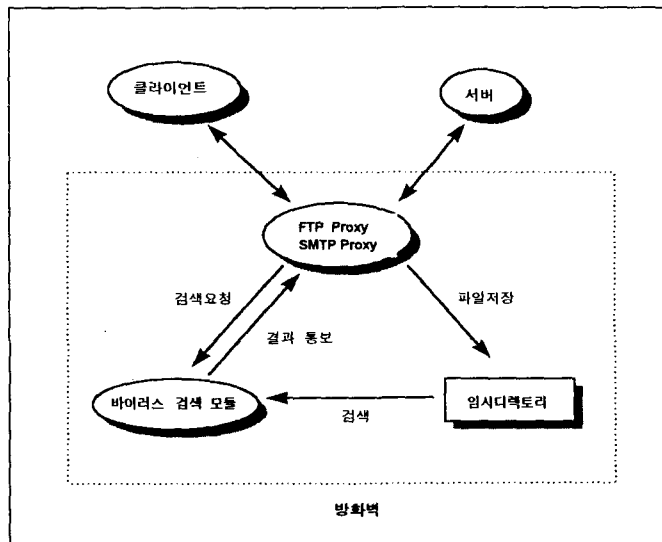 클라이언트
서버
FTP Proxy
SMTP Proxy
검색요청
파일저장
결과 통보
바이러스 검색 모듈
검색
임시디렉토리
방화벽